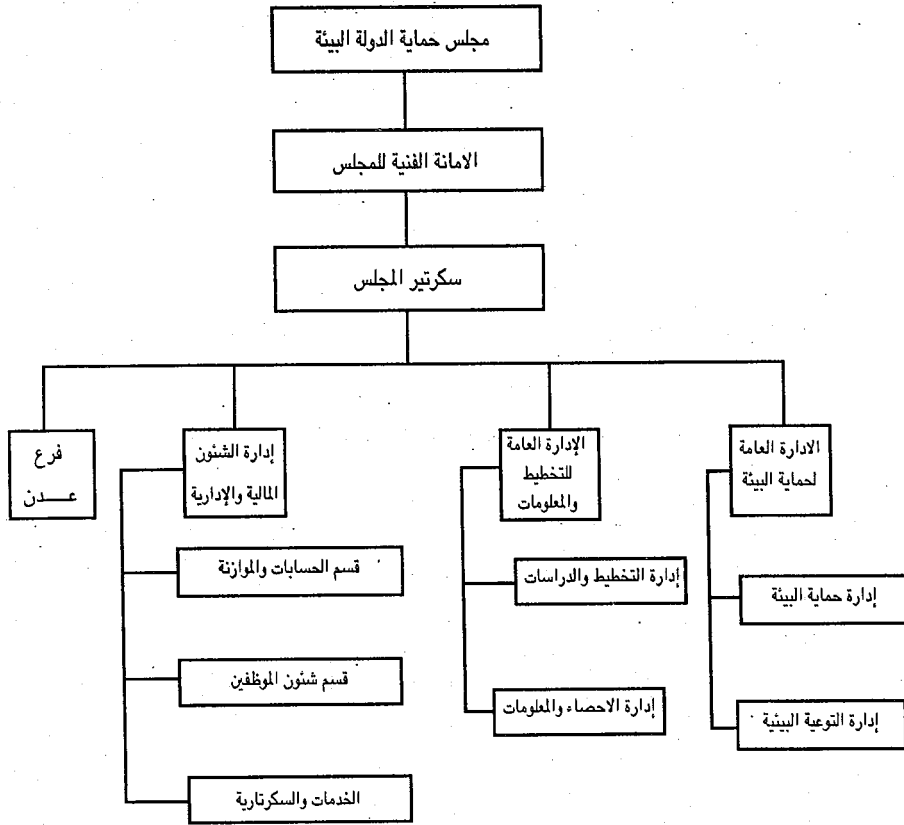 مجلس حماية الدولة البيئة
الامانة الفنية للمجلس
سكرتير المجلس
الادارة العامة
لحماية البيئة
إدارة حماية البيئة
إدارة التوعية البيئية
الإدارة العامة
للتخطيط
والمعلومات
إدارة التخطيط والدراسات
إدارة الاحصاء والمعلومات
إدارة الشئون
المالية والإدارية
قسم الحسابات والموازنة
قسم شئون الموظفين
الخدمات والسكرتارية
فرع
عـــدن